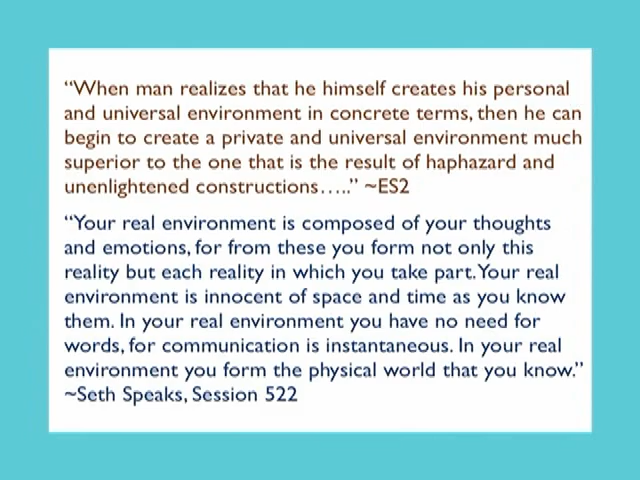 “When man realizes that he himself creates his personal
and universal environment in concrete terms, then he can
begin to create a private and universal environment much
superior to the one that is the result of haphazard and
unenlightened constructions…..” ~ES2
“Your real environment is composed of your thoughts
and emotions, for from these you form not only this
reality but each reality in which you take part. Your real
environment is innocent of space and time as you know
them. In your real environment you have no need for
words, for communication is instantaneous. In your real
environment you form the physical world that you know.”
~Seth Speaks, Session 522